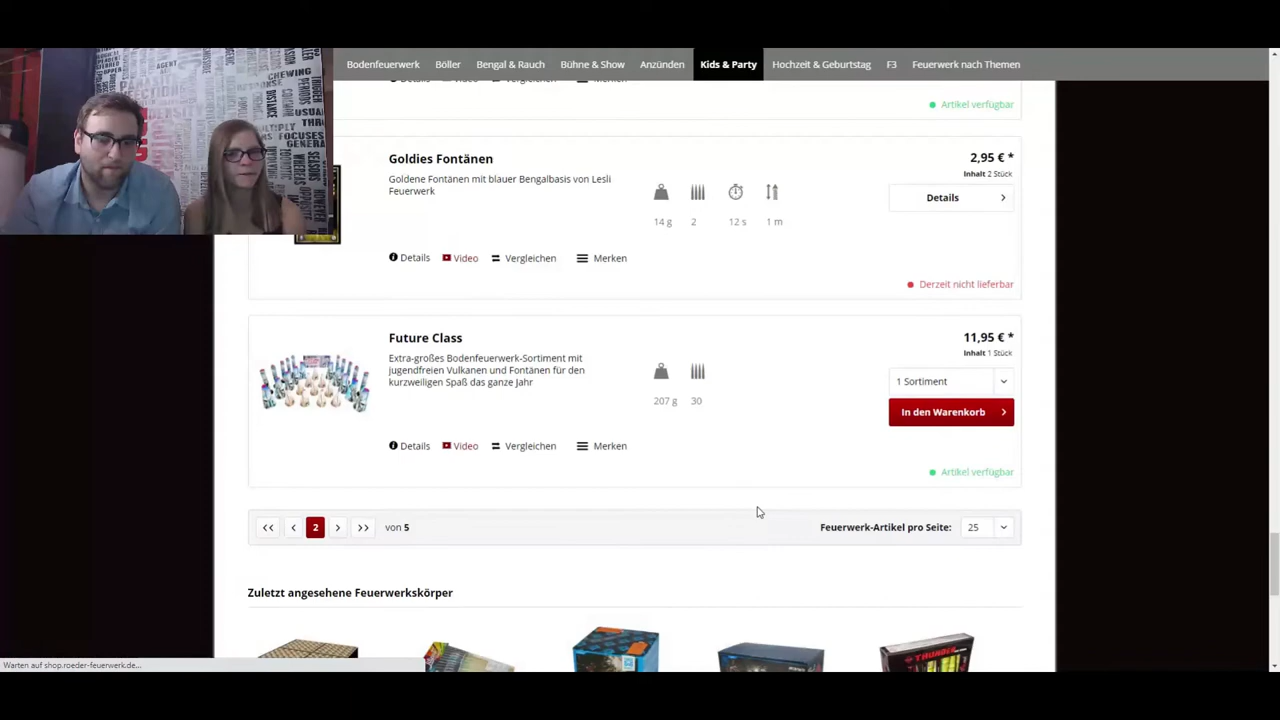 Bodenfeuerwerk Böller Bengal & Rauch Bühne & Show Anzünden Kids & Party Hochzeit & Geburtstag F3 Feuerwerk nach Themen
Artikel verfügbar
Goldies Fontänen
Goldene Fontänen mit blauer Bengalbasis von Lesli
Feuerwerk
14 g 2 12 s 1 m
2,95 € *
Inhalt 2 Stück
Details
Details Video Vergleichen Merken
Derzeit nicht lieferbar
Future Class
Extra-großes Bodenfeuerwerk-Sortiment mit
jugendfreien Vulkanen und Fontänen für den
kurzweiligen Spaß das ganze Jahr
207 g 30
11,95 € *
Inhalt 1 Stück
1 Sortiment
In den Warenkorb
Details Video Vergleichen Merken
Artikel verfügbar
<< < 2 > >> von 5
Feuerwerk-Artikel pro Seite: 25
Zuletzt angesehene Feuerwerkskörper
THUNDER
Warten auf shop.roeder-feuerwerk.de...